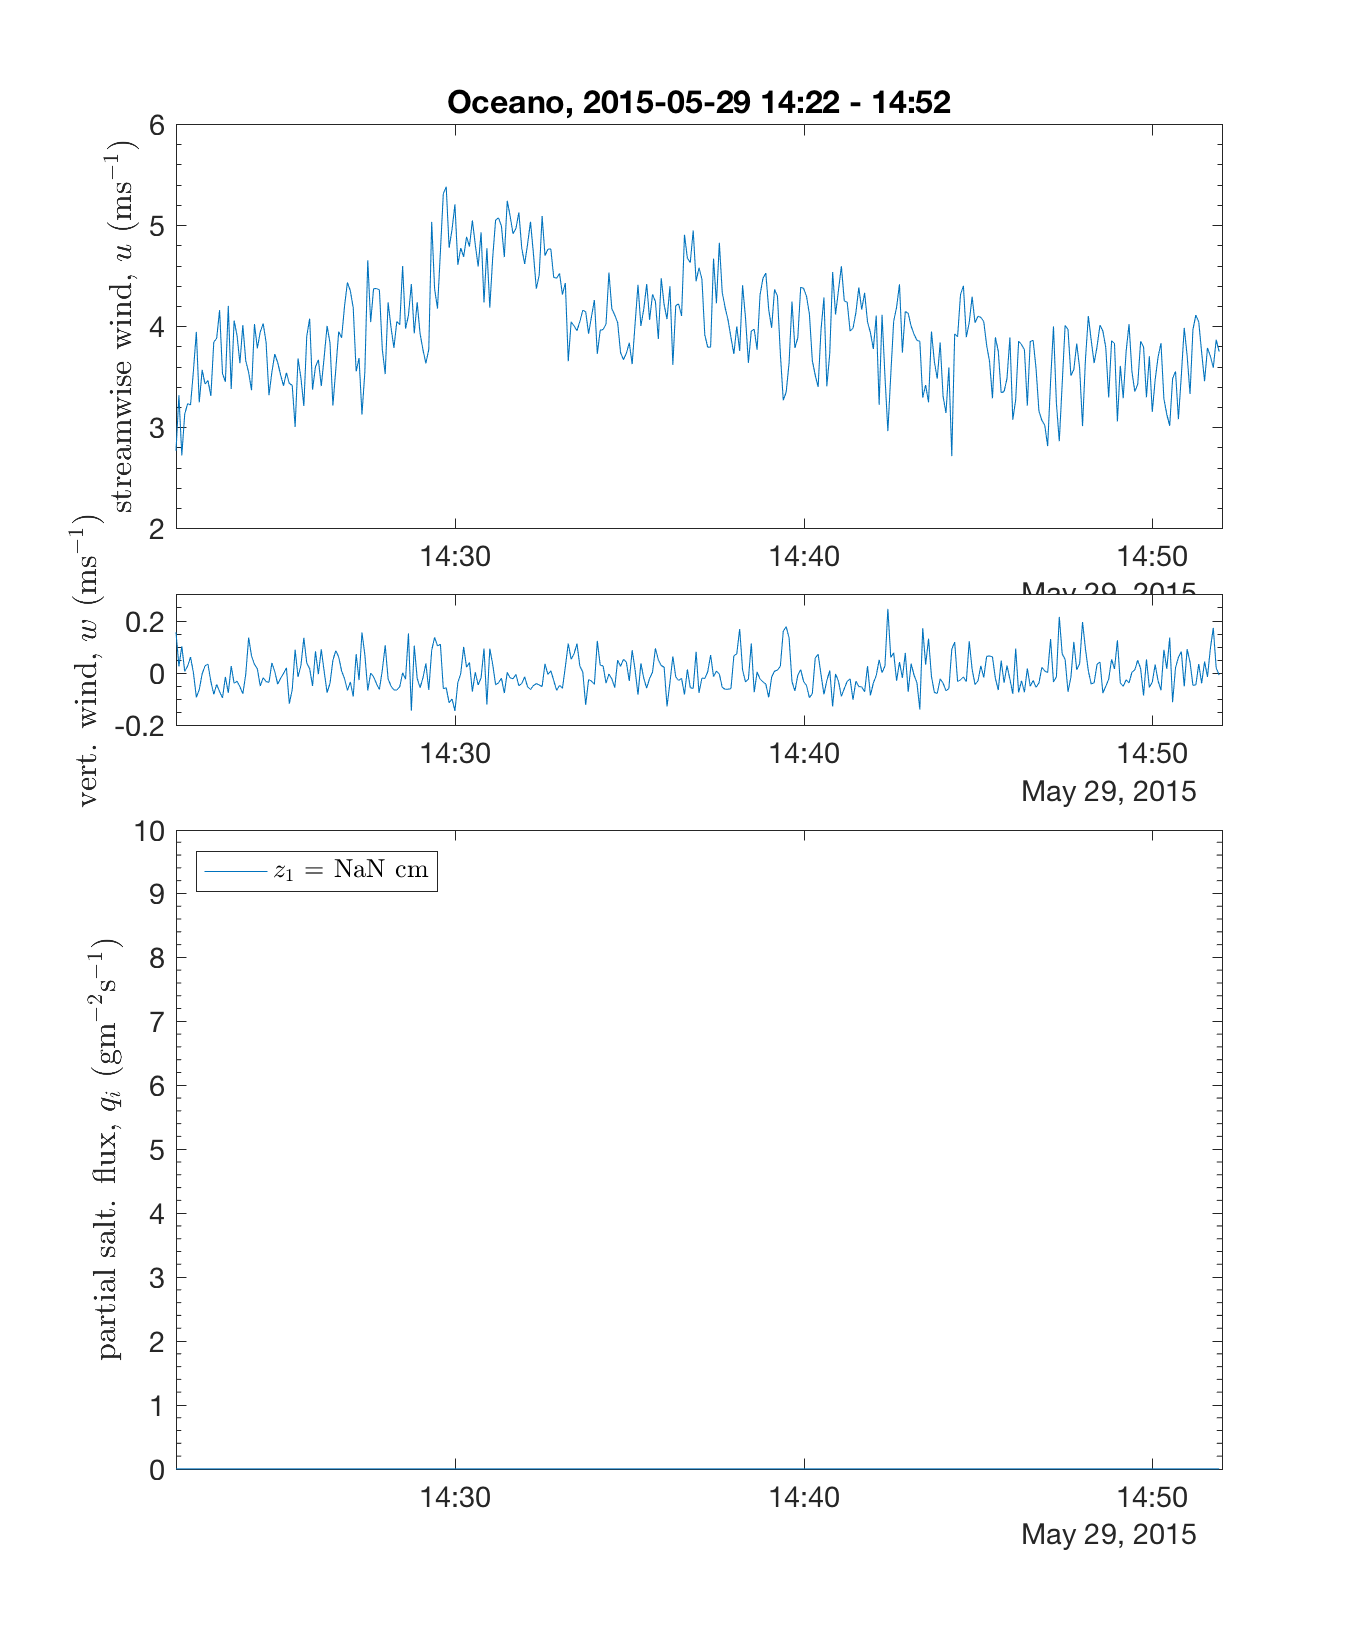 Oceano, 2015-05-29 14:22 - 14:52
streamwise wind, u (ms⁻¹)
6
5
4
3
2
14:30 14:40 14:50
May 29, 2015
vert. wind, w (ms⁻¹)
0.2
0
-0.2
14:30 14:40 14:50
May 29, 2015
partial salt. flux, qᵢ (gm⁻²s⁻¹)
10
9
8
7
6
5
4
3
2
1
0
z₁ = NaN cm
14:30 14:40 14:50
May 29, 2015